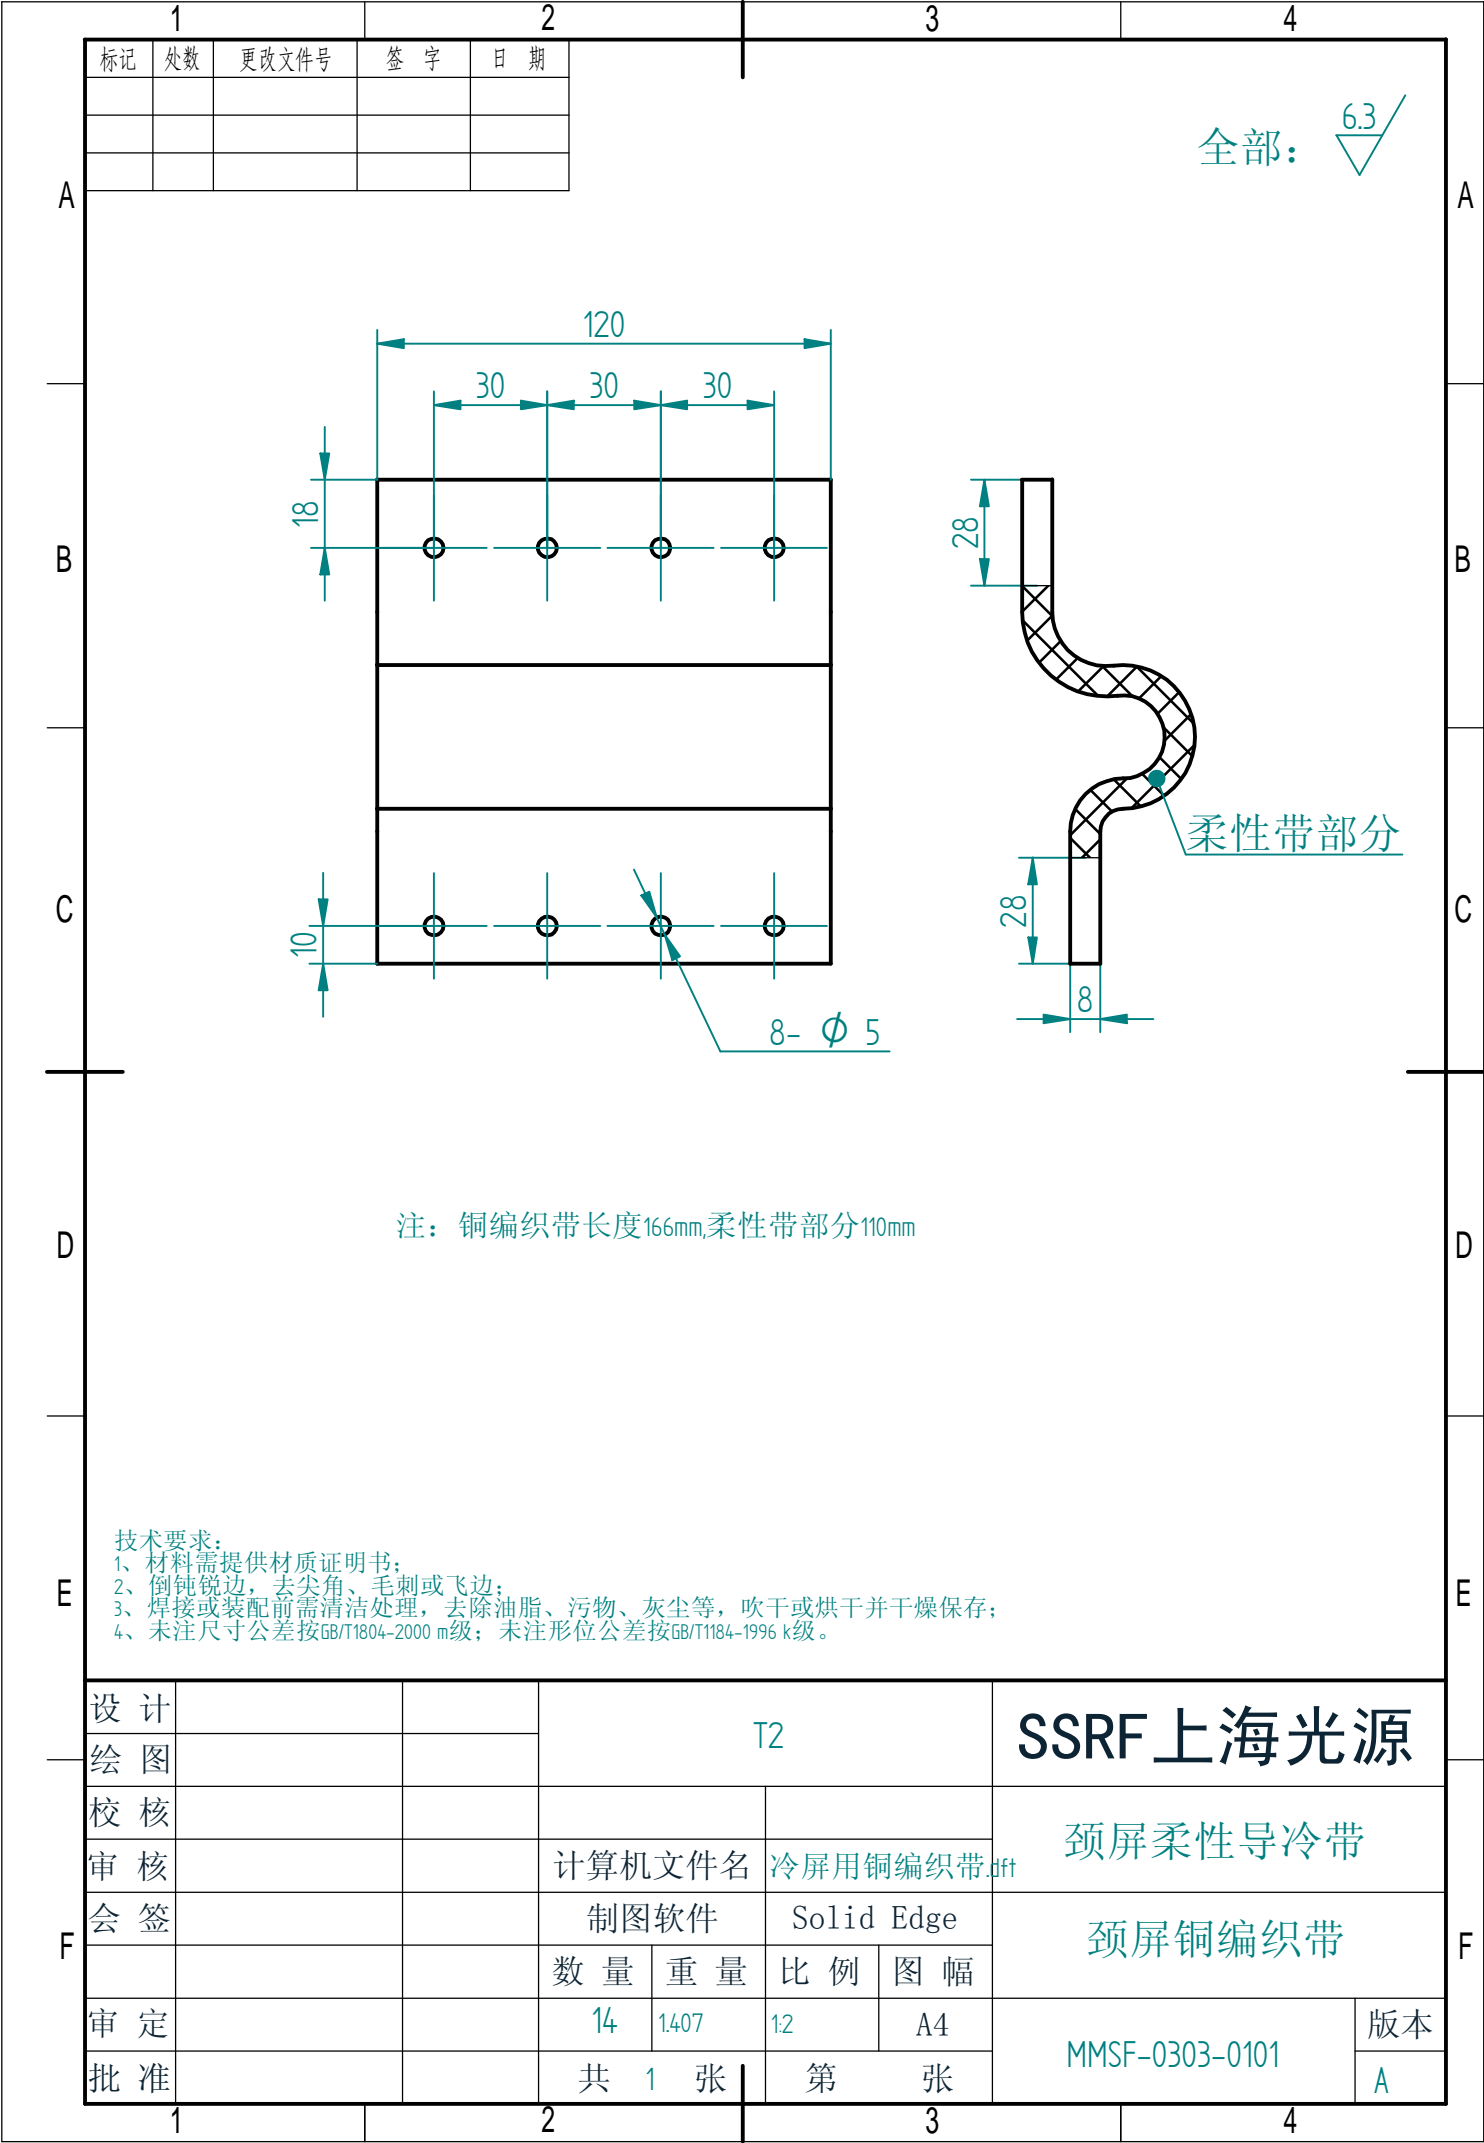 1 2 3 4
标记 处数 更改文件号 签 字 日 期
全部： 6.3
A A
120
30 30 30
18
28
B B
柔性带部分
C C
28
10
8
8- ϕ 5
注：铜编织带长度166mm,柔性带部分110mm
D D
技术要求：
1、材料需提供材质证明书；
2、倒钝锐边，去尖角、毛刺或飞边；
3、焊接或装配前需清洁处理，去除油脂、污物、灰尘等，吹干或烘干并干燥保存；
4、未注尺寸公差按GB/T1804-2000 m级；未注形位公差按GB/T1184-1996 k级。
E E
设 计
T2
SSRF上海光源
绘 图
校 核
颈屏柔性导冷带
审 核 计算机文件名 冷屏用铜编织带.dft
会 签 制图软件 Solid Edge
颈屏铜编织带
F F
数 量 重 量 比 例 图 幅
审 定 14 1.407 1:2 A4
MMSF-0303-0101
版本
批 准 共 1 张 第 张
A
1 2 3 4